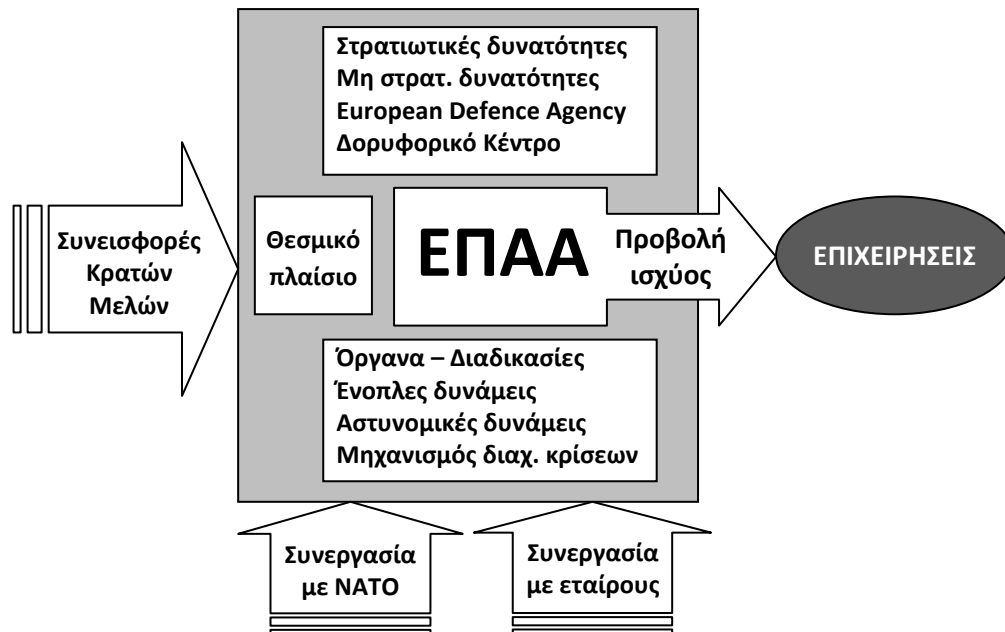 Στρατιωτικές δυνατότητες
Μη στρατ. δυνατότητες
European Defence Agency
Δορυφορικό Κέντρο
Συνεισφορές
Κρατών
Μελών
Θεσμικό
πλαίσιο
ΕΠΑΑ
Προβολή
ισχύος
ΕΠΙΧΕΙΡΗΣΕΙΣ
Όργανα – Διαδικασίες
Ένοπλες δυνάμεις
Αστυνομικές δυνάμεις
Μηχανισμός διαχ. κρίσεων
Συνεργασία
με ΝΑΤΟ
Συνεργασία
με εταίρους